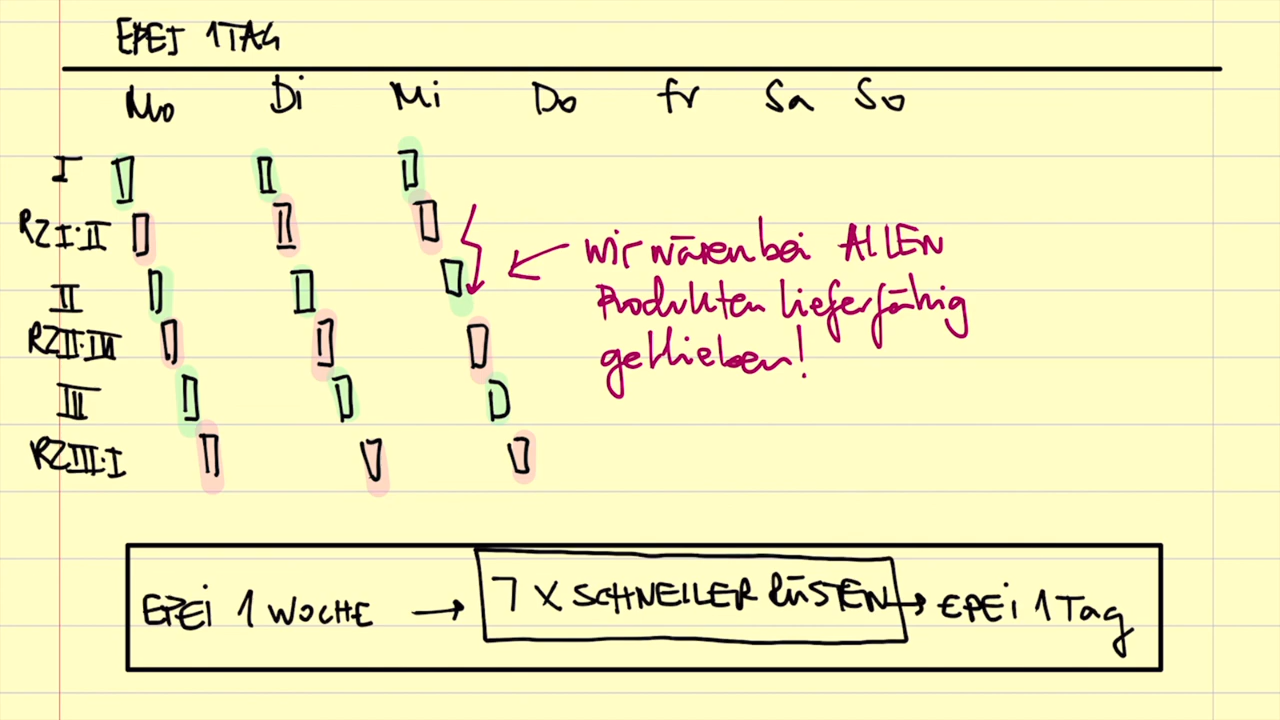 EPEI 1 TAG
Mo Di Mi Do Fr Sa So
I
RZ I:II
wir wären bei ALLEN
II
Produkten lieferfähig
RZ II:III
geblieben!
III
RZ III:I
EPEi 1 WOCHE → 7 X SCHNELLER RÜSTEN → EPEi 1 Tag